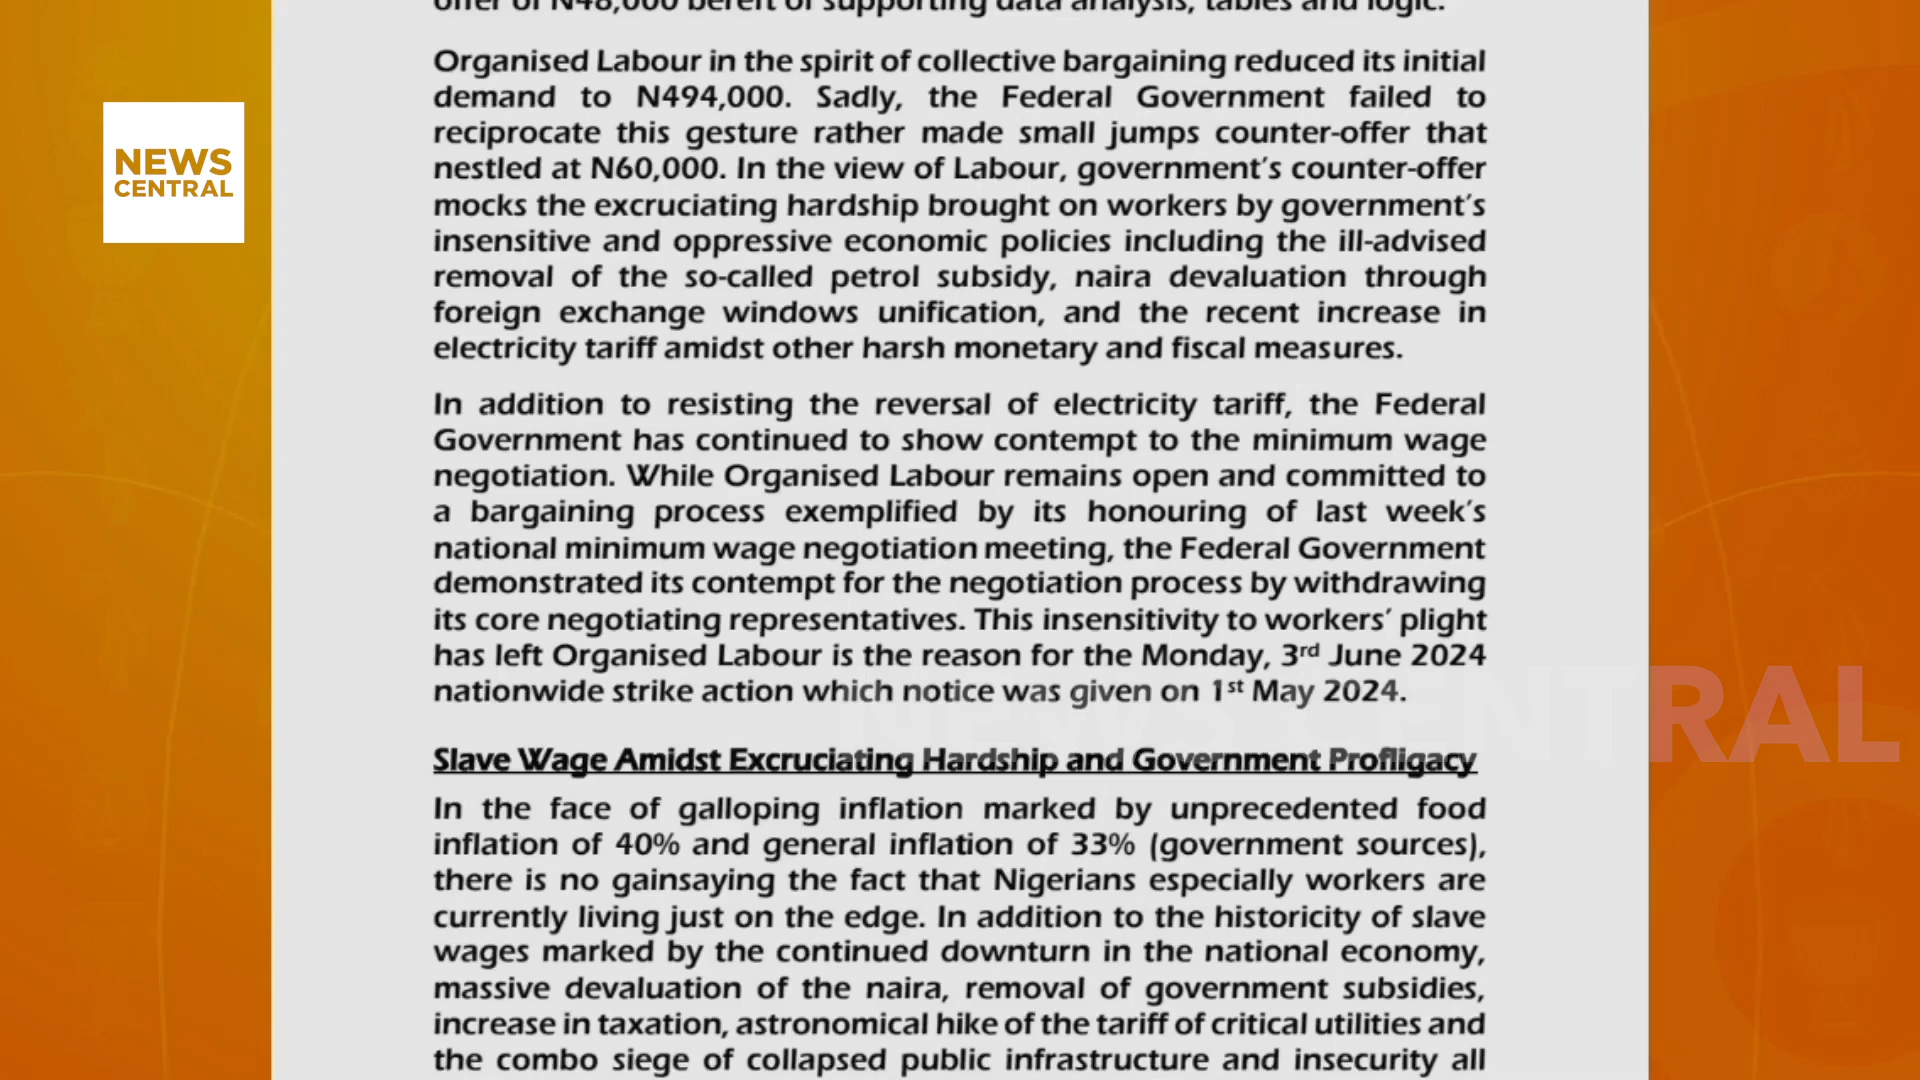 offer of N48,000 bereft of supporting data analysis, tables and logic.
Organised Labour in the spirit of collective bargaining reduced its initial
demand to N494,000. Sadly, the Federal Government failed to
reciprocate this gesture rather made small jumps counter-offer that
nestled at N60,000. In the view of Labour, government's counter-offer
mocks the excruciating hardship brought on workers by government's
insensitive and oppressive economic policies including the ill-advised
removal of the so-called petrol subsidy, naira devaluation through
foreign exchange windows unification, and the recent increase in
electricity tariff amidst other harsh monetary and fiscal measures.
In addition to resisting the reversal of electricity tariff, the Federal
Government has continued to show contempt to the minimum wage
negotiation. While Organised Labour remains open and committed to
a bargaining process exemplified by its honouring of last week's
national minimum wage negotiation meeting, the Federal Government
demonstrated its contempt for the negotiation process by withdrawing
its core negotiating representatives. This insensitivity to workers' plight
has left Organised Labour is the reason for the Monday, 3rd June 2024
nationwide strike action which notice was given on 1st May 2024.
Slave Wage Amidst Excruciating Hardship and Government Profligacy
In the face of galloping inflation marked by unprecedented food
inflation of 40% and general inflation of 33% (government sources),
there is no gainsaying the fact that Nigerians especially workers are
currently living just on the edge. In addition to the historicity of slave
wages marked by the continued downturn in the national economy,
massive devaluation of the naira, removal of government subsidies,
increase in taxation, astronomical hike of the tariff of critical utilities and
the combo siege of collapsed public infrastructure and insecurity all
NEWS
CENTRAL
NEWS CENTRAL